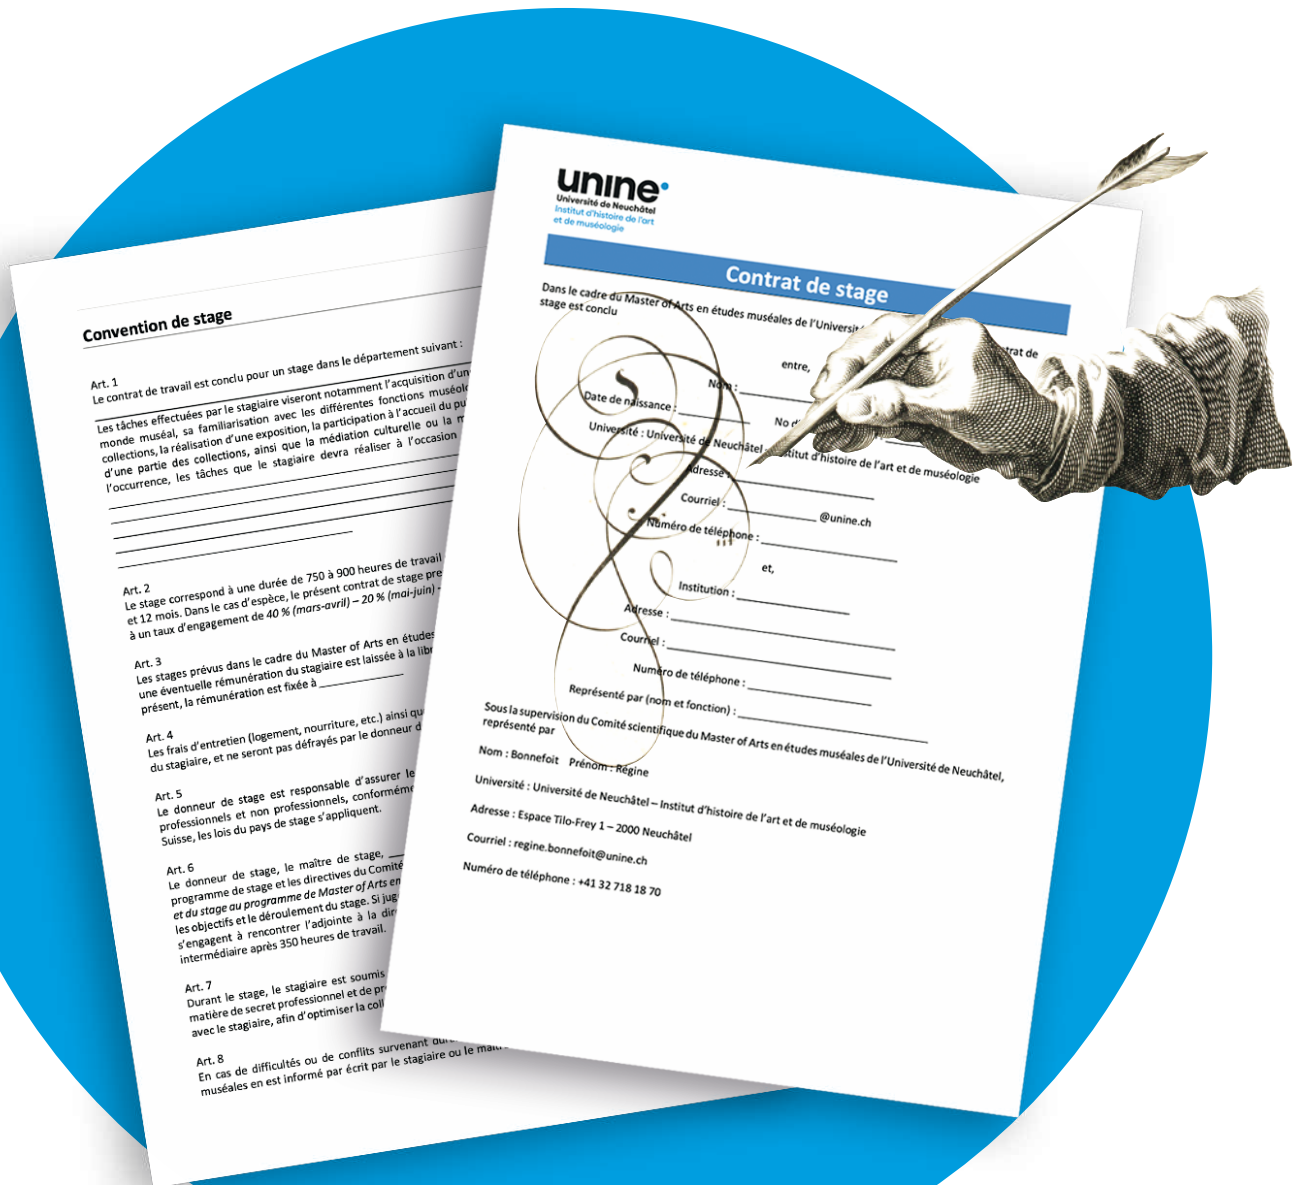 Convention de stage
Art. 1
Le contrat de travail est conclu pour un stage dans le département suivant :
Les tâches effectuées par le stagiaire viseront notamment l'acquisition d'un
monde muséal, sa familiarisation avec les différentes fonctions
collections, la réalisation d'une exposition, la participation à l'accueil du
d'une partie des collections, ainsi que la médiation culturelle ou la
l'occurrence, les tâches que le stagiaire devra réaliser à l'occasion
Art. 2
Le stage correspond à une durée de 750 à 900 heures de travail
et 12 mois. Dans le cas d'espèce, le présent contrat de stage
à un taux d'engagement de 40 % (mars-avril) – 20 % (mai-juin) –
Art. 3
Les stages prévus dans le cadre du Master of Arts en études
une éventuelle rémunération du stagiaire est laissée à la
présent, la rémunération est fixée à
Art. 4
Les frais d'entretien (logement, nourriture, etc.) ainsi
du stagiaire, et ne seront pas défrayés par le donneur
Art. 5
Le donneur de stage est responsable d'assurer le
professionnels et non professionnels,
Suisse, les lois du pays de stage s'appliquent.
Art. 6
Le donneur de stage, le maître de stage,
programme de stage et les directives du Comité
et du stage au programme de Master of Arts en
les objectifs et le déroulement du stage. Si
s'engagent à rencontrer l'adjointe à la
intermédiaire après 350 heures de travail.
Art. 7
Durant le stage, le stagiaire est soumis
matière de secret professionnel et de
avec le stagiaire, afin d'optimiser la
Art. 8
En cas de difficultés ou de conflits survenant
muséales en est informé par écrit par le stagiaire ou le
unine
Université de Neuchâtel
Institut d'histoire de l'art
et de muséologie
Contrat de stage
Dans le cadre du Master of Arts en études muséales de
stage est conclu
entre,
Nom :
Date de naissance :
Université : Université de Neuchâtel – Institut d'histoire de l'art et de muséologie
Adresse :
Courriel : @unine.ch
Numéro de téléphone :
et,
Institution :
Adresse :
Courriel :
Numéro de téléphone :
Représenté par (nom et fonction) :
Sous la supervision du Comité scientifique du Master of Arts en études muséales de l'Université de Neuchâtel,
représenté par
Nom : Bonnefoit Prénom : Régine
Université : Université de Neuchâtel – Institut d'histoire de l'art et de muséologie
Adresse : Espace Tilo-Frey 1 – 2000 Neuchâtel
Courriel : regine.bonnefoit@unine.ch
Numéro de téléphone : +41 32 718 18 70